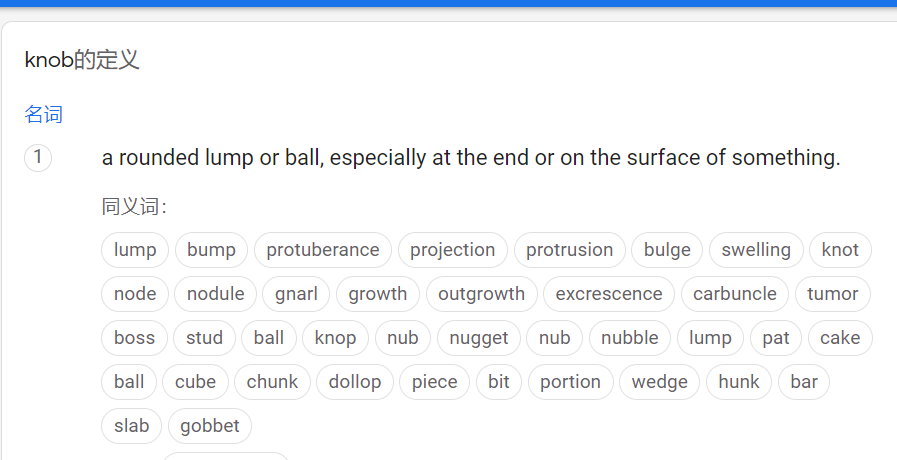 knob的定义
名词
1 a rounded lump or ball, especially at the end or on the surface of something.
同义词：
lump bump protuberance projection protrusion bulge swelling knot
node nodule gnarl growth outgrowth excrescence carbuncle tumor
boss stud ball knop nub nugget nub nubble lump pat cake
ball cube chunk dollop piece bit portion wedge hunk bar
slab gobbet